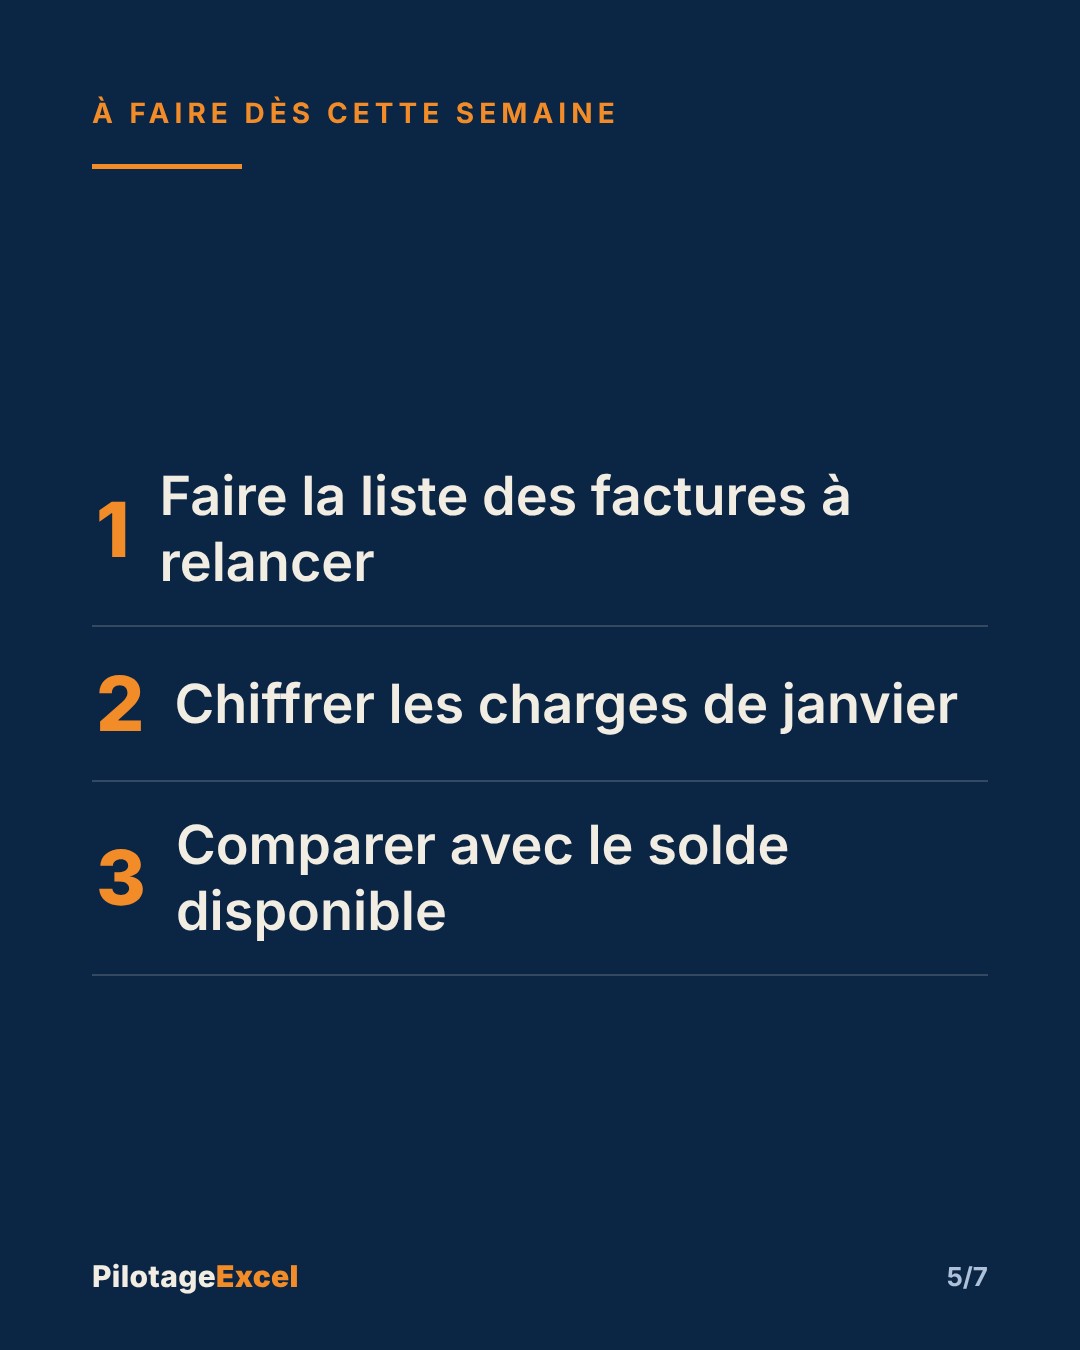 À FAIRE DÈS CETTE SEMAINE
1 Faire la liste des factures à
relancer
2 Chiffrer les charges de janvier
3 Comparer avec le solde
disponible
PilotageExcel
5/7